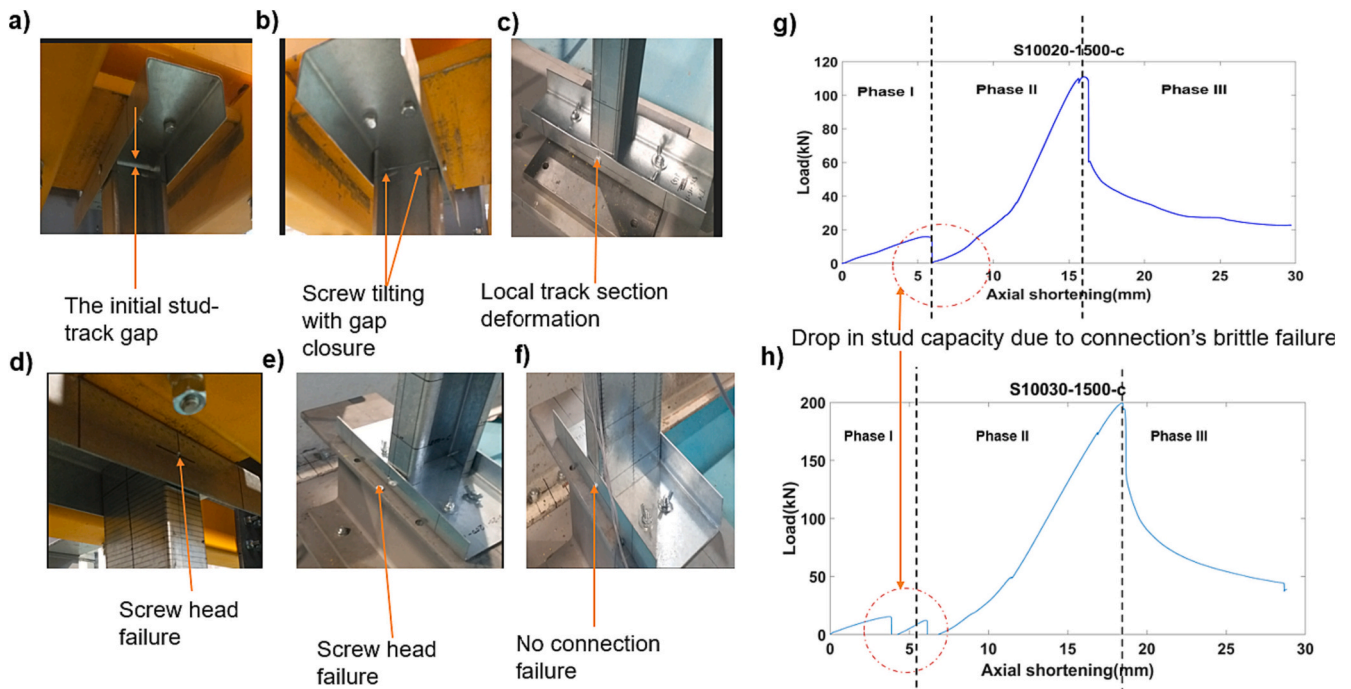 a)
b)
c)
The initial stud-
track gap
Screw tilting
with gap
closure
Local track section
deformation
d)
e)
f)
Screw head
failure
Screw head
failure
No connection
failure
g)
S10020-1500-c
Phase I
Phase II
Phase III
Load(kN)
120
100
80
60
40
20
0
0 5 10 15 20 25 30
Axial shortening(mm)
Drop in stud capacity due to connection's brittle failure
h)
S10030-1500-c
Phase I
Phase II
Phase III
Load(kN)
200
150
100
50
0
0 5 10 15 20 25 30
Axial shortening(mm)